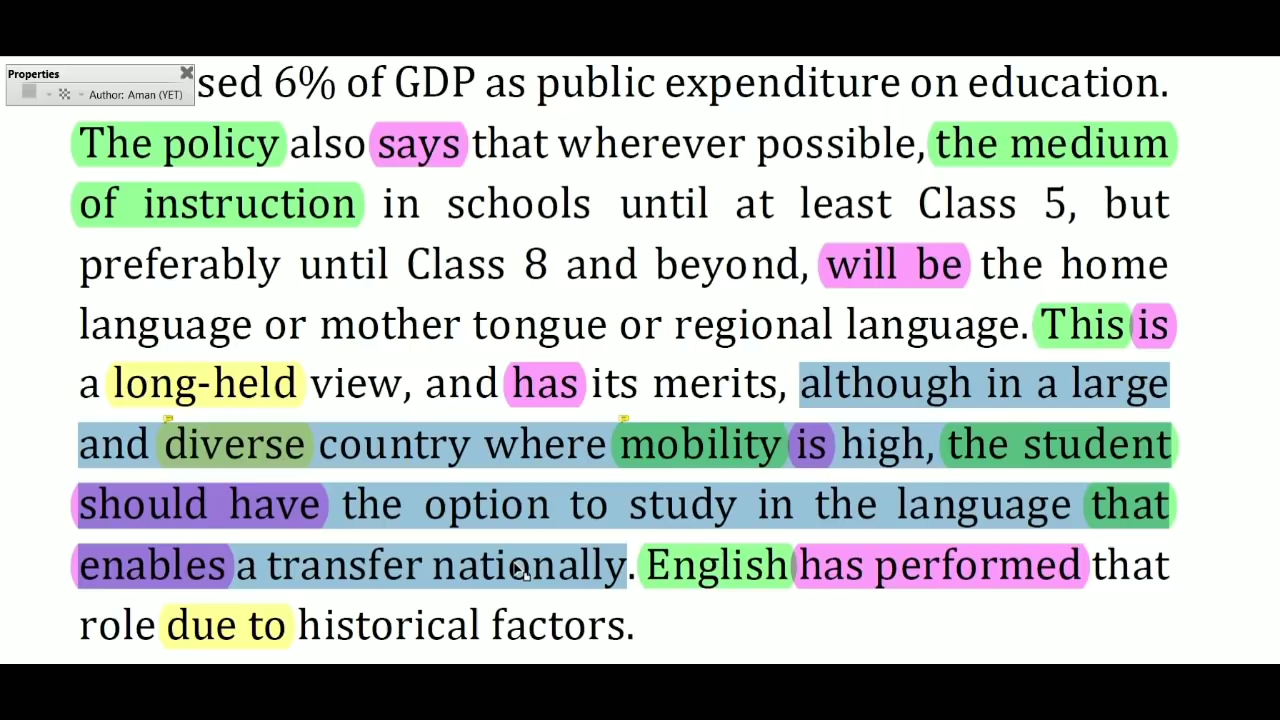 Properties
Author: Aman (YET)
sed 6% of GDP as public expenditure on education.
The policy also says that wherever possible, the medium
of instruction in schools until at least Class 5, but
preferably until Class 8 and beyond, will be the home
language or mother tongue or regional language. This is
a long-held view, and has its merits, although in a large
and diverse country where mobility is high, the student
should have the option to study in the language that
enables a transfer nationally. English has performed that
role due to historical factors.